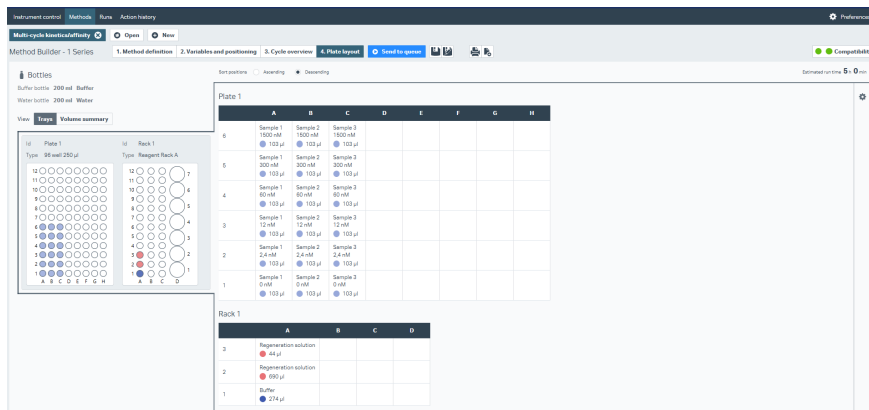 Instrument control Methods Runs Action history Preferences
Multi-cycle kinetics/affinity Open New
Method Builder - 1 Series 1. Method definition 2. Variables and positioning 3. Cycle overview 4. Plate layout Send to queue Compatibilit
Bottles
Buffer bottle 200 ml Buffer
Water bottle 200 ml Water
View Trays Volume summary
Sort positions Ascending Descending Estimated run time 5 h 0 min
Id Plate 1 Id Rack 1
Type 96 well 250 µl Type Reagent Rack A
12 12 7
11 11
10 10 6
9 9
8 8 5
7 7
6 6 4
5 5
4 4 3
3 3 2
2 2
1 1 1
A B C D E F G H A B C D
Plate 1
A B C D E F G H
6 Sample 1 Sample 2 Sample 3
1500 nM 1500 nM 1500 nM
103 µl 103 µl 103 µl
5 Sample 1 Sample 2 Sample 3
300 nM 300 nM 300 nM
103 µl 103 µl 103 µl
4 Sample 1 Sample 2 Sample 3
60 nM 60 nM 60 nM
103 µl 103 µl 103 µl
3 Sample 1 Sample 2 Sample 3
12 nM 12 nM 12 nM
103 µl 103 µl 103 µl
2 Sample 1 Sample 2 Sample 3
2,4 nM 2,4 nM 2,4 nM
103 µl 103 µl 103 µl
1 Sample 1 Sample 2 Sample 3
0 nM 0 nM 0 nM
103 µl 103 µl 103 µl
Rack 1
A B C D
3 Regeneration solution
44 µl
2 Regeneration solution
690 µl
1 Buffer
274 µl